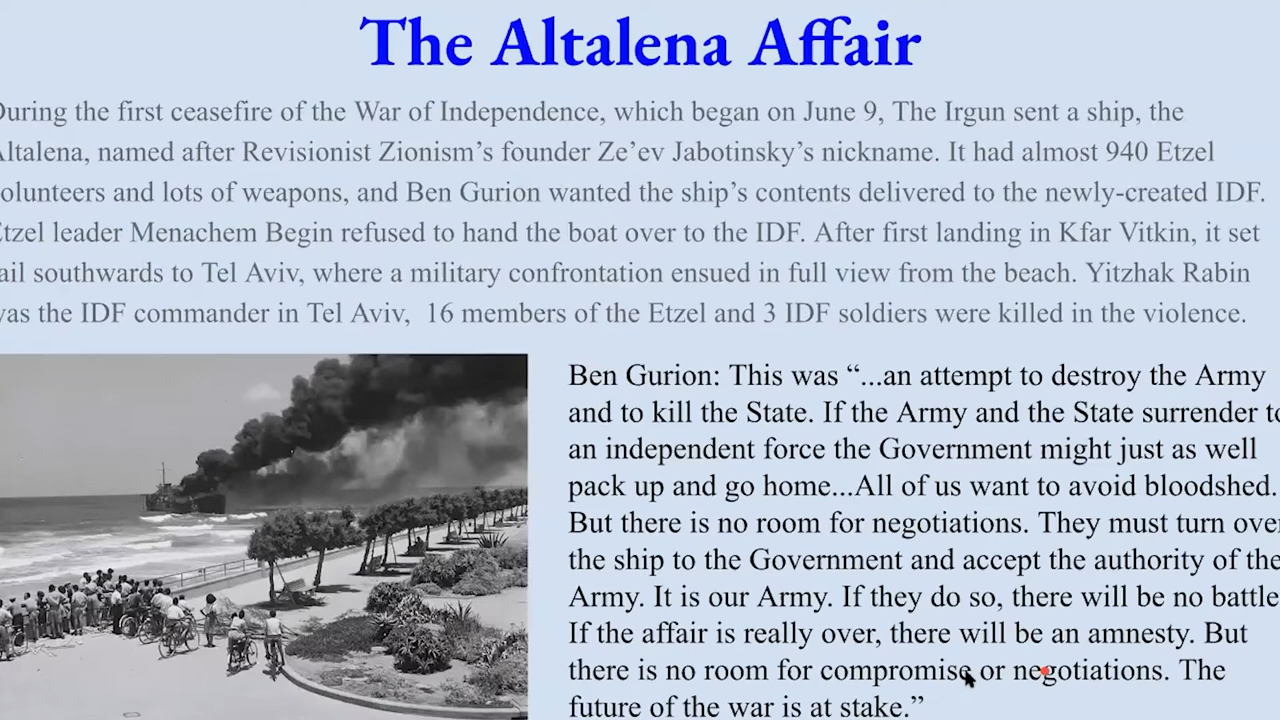 The Altalena Affair
During the first ceasefire of the War of Independence, which began on June 9, The Irgun sent a ship, the
Altalena, named after Revisionist Zionism’s founder Ze’ev Jabotinsky’s nickname. It had almost 940 Etzel
volunteers and lots of weapons, and Ben Gurion wanted the ship’s contents delivered to the newly-created IDF.
Etzel leader Menachem Begin refused to hand the boat over to the IDF. After first landing in Kfar Vitkin, it set
sail southwards to Tel Aviv, where a military confrontation ensued in full view from the beach. Yitzhak Rabin
was the IDF commander in Tel Aviv, 16 members of the Etzel and 3 IDF soldiers were killed in the violence.
Ben Gurion: This was “...an attempt to destroy the Army
and to kill the State. If the Army and the State surrender to
an independent force the Government might just as well
pack up and go home...All of us want to avoid bloodshed.
But there is no room for negotiations. They must turn over
the ship to the Government and accept the authority of the
Army. It is our Army. If they do so, there will be no battle
If the affair is really over, there will be an amnesty. But
there is no room for compromise or negotiations. The
future of the war is at stake.”